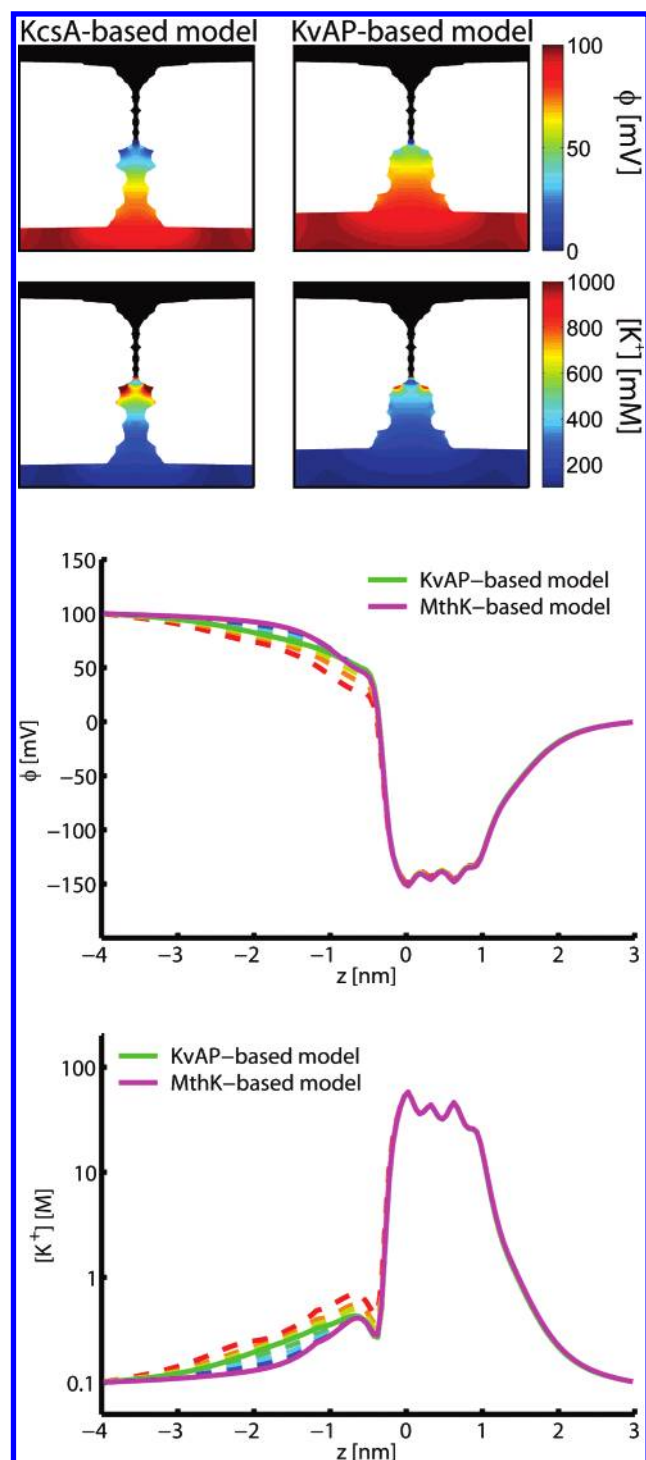 KcsA-based model KvAP-based model
100
50
0
ϕ [mV]
1000
800
600
400
200
[K⁺] [mM]
150
100
50
0
−50
−100
−150
ϕ [mV]
KvAP−based model
MthK−based model
−4 −3 −2 −1 0 1 2 3
z [nm]
100
10
1
0.1
[K⁺] [M]
KvAP−based model
MthK−based model
−4 −3 −2 −1 0 1 2 3
z [nm]